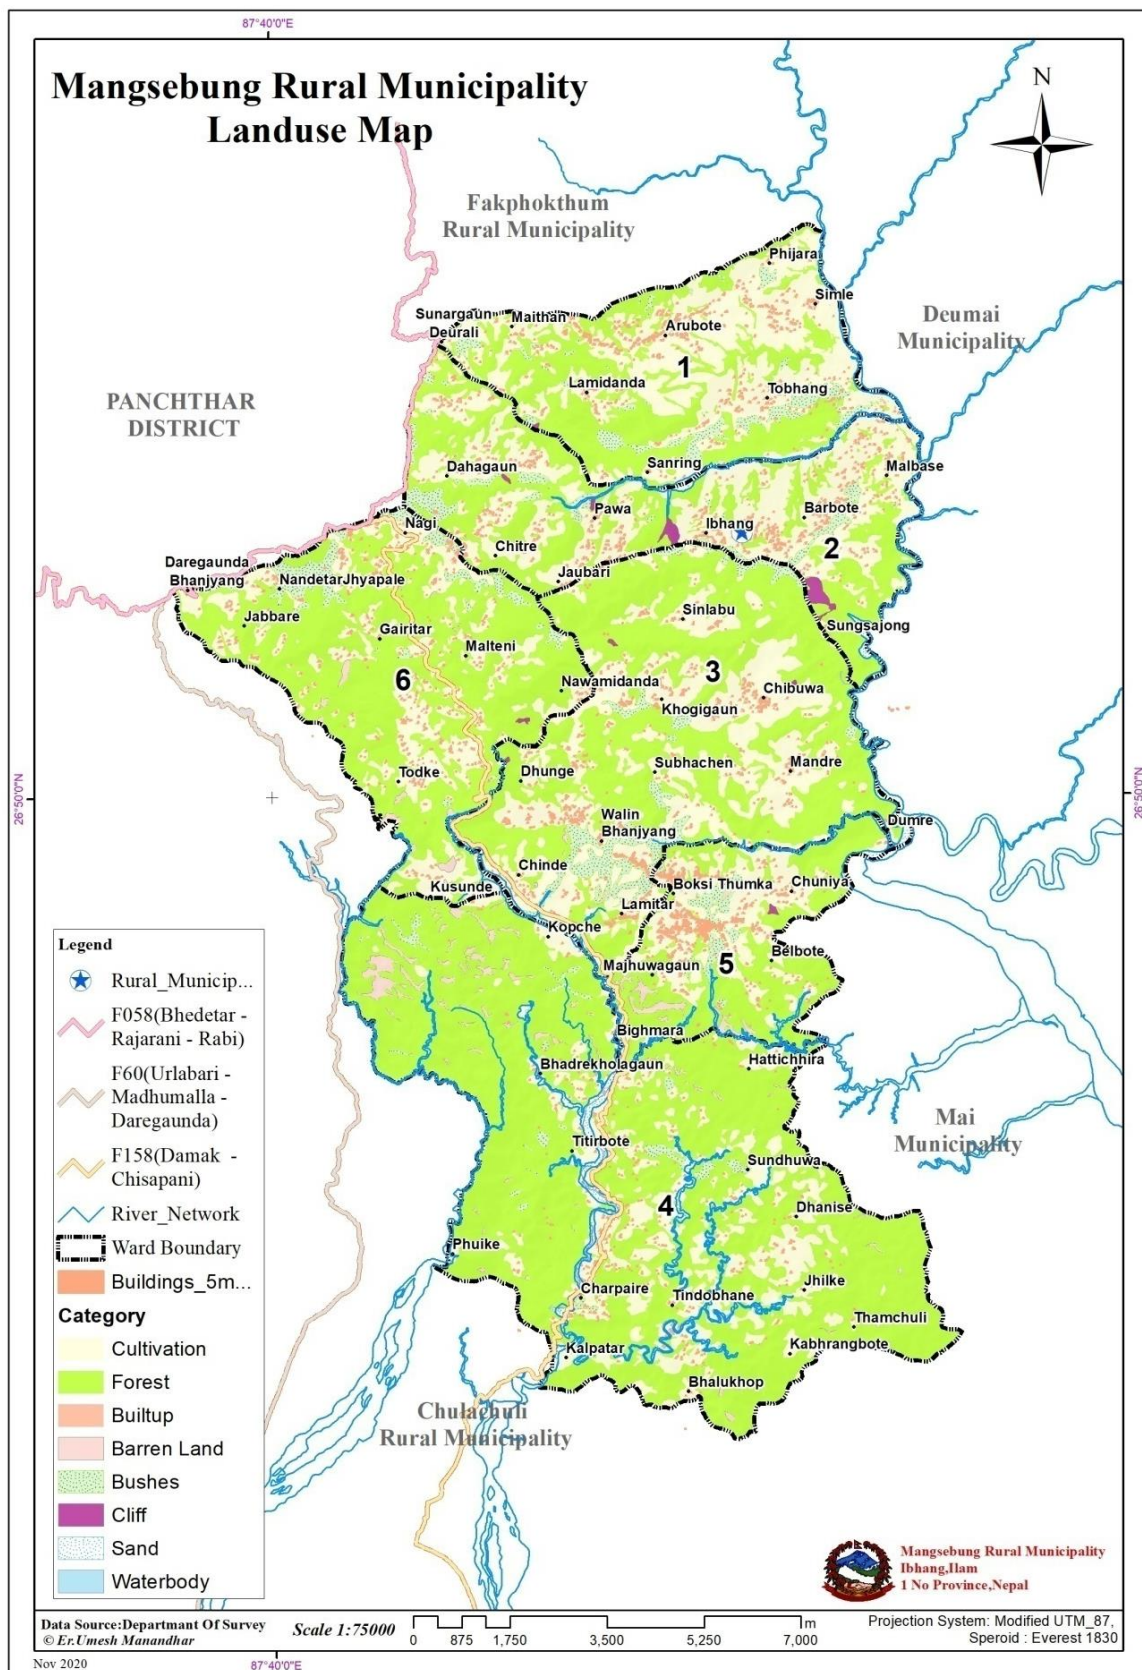 87°40'0"E
Mangsebung Rural Municipality
Landuse Map
N
Fakphokthum
Rural Municipality
Deumai
Municipality
PANCHTHAR
DISTRICT
Phijara
Simle
Sunargaun
Deurali
Maithan
Arubote
1
Lamidanda
Tobhang
Dahagaun
Sanring
Malbase
Pawa
Barbote
Nagi
Ibhang
2
Chitre
Daregaunda
Bhanjyang
NandetarJhyapale
Jaubari
Jabbare
Sinlabu
Sungsajong
Gairitar
Malteni
6
3
Nawamidanda
Khogigaun
Chibuwa
Todke
Dhunge
Subhachen
Mandre
26°50'0"N
26°50'0"N
Walin
Bhanjyang
Dumre
Chinde
Kusunde
Boksi Thumka
Chuniya
Lamitar
Kopche
Majhuwagaun
5
Belbote
Bighmara
Bhadrekholagaun
Hattichhira
Mai
Municipality
Titirbote
Sundhuwa
4
Dhanise
Phuike
Charpaire
Tindobhane
Jhilke
Thamchuli
Kalpatar
Kabhrangbote
Bhalukhop
Chulachuli
Rural Municipality
Legend
Rural_Municip...
F058(Bhedetar -
Rajarani - Rabi)
F60(Urlabari -
Madhumalla -
Daregaunda)
F158(Damak -
Chisapani)
River_Network
Ward Boundary
Buildings_5m...
Category
Cultivation
Forest
Builtup
Barren Land
Bushes
Cliff
Sand
Waterbody
Mangsebung Rural Municipality
Ibhang,Ilam
1 No Province,Nepal
Data Source:Department Of Survey
© Er.Umesh Manandhar
Scale 1:75000
0 875 1,750 3,500 5,250 7,000 m
Projection System: Modified UTM_87,
Speroid : Everest 1830
Nov 2020
87°40'0"E